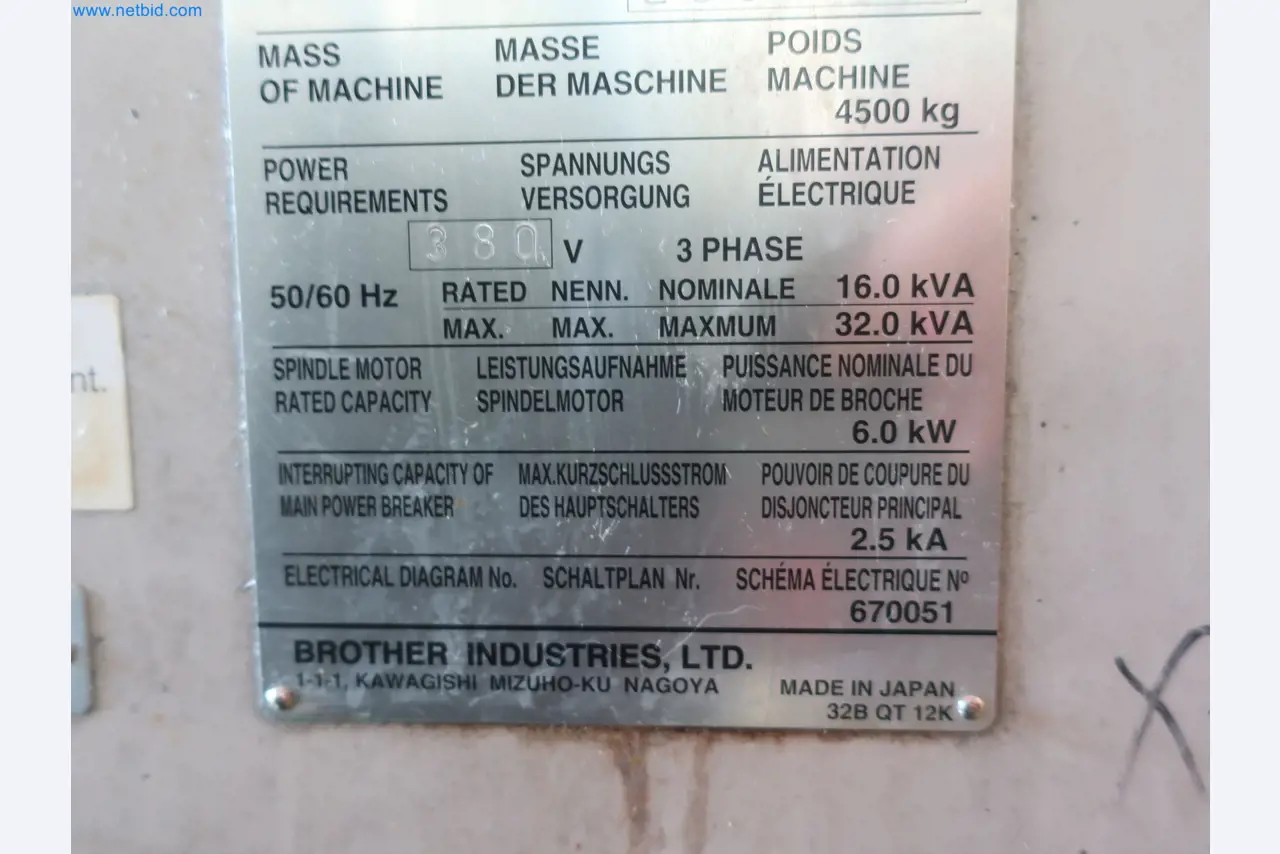 www.netbid.com
MASS MASSE POIDS
OF MACHINE DER MASCHINE MACHINE
4500 kg
POWER SPANNUNGS ALIMENTATION
REQUIREMENTS VERSORGUNG ÉLECTRIQUE
380 V 3 PHASE
50/60 Hz RATED NENN. NOMINALE 16.0 kVA
MAX. MAX. MAXMUM 32.0 kVA
SPINDLE MOTOR LEISTUNGSAUFNAHME PUISSANCE NOMINALE DU
RATED CAPACITY SPINDELMOTOR MOTEUR DE BROCHE
6.0 kW
INTERRUPTING CAPACITY OF MAX.KURZSCHLUSSSTROM POUVOIR DE COUPURE DU
MAIN POWER BREAKER DES HAUPTSCHALTERS DISJONCTEUR PRINCIPAL
2.5 kA
ELECTRICAL DIAGRAM No. SCHALTPLAN Nr. SCHÉMA ÉLECTRIQUE Nº
670051
BROTHER INDUSTRIES, LTD.
1-1-1, KAWAGISHI MIZUHO-KU NAGOYA MADE IN JAPAN
32B QT 12K
nt.